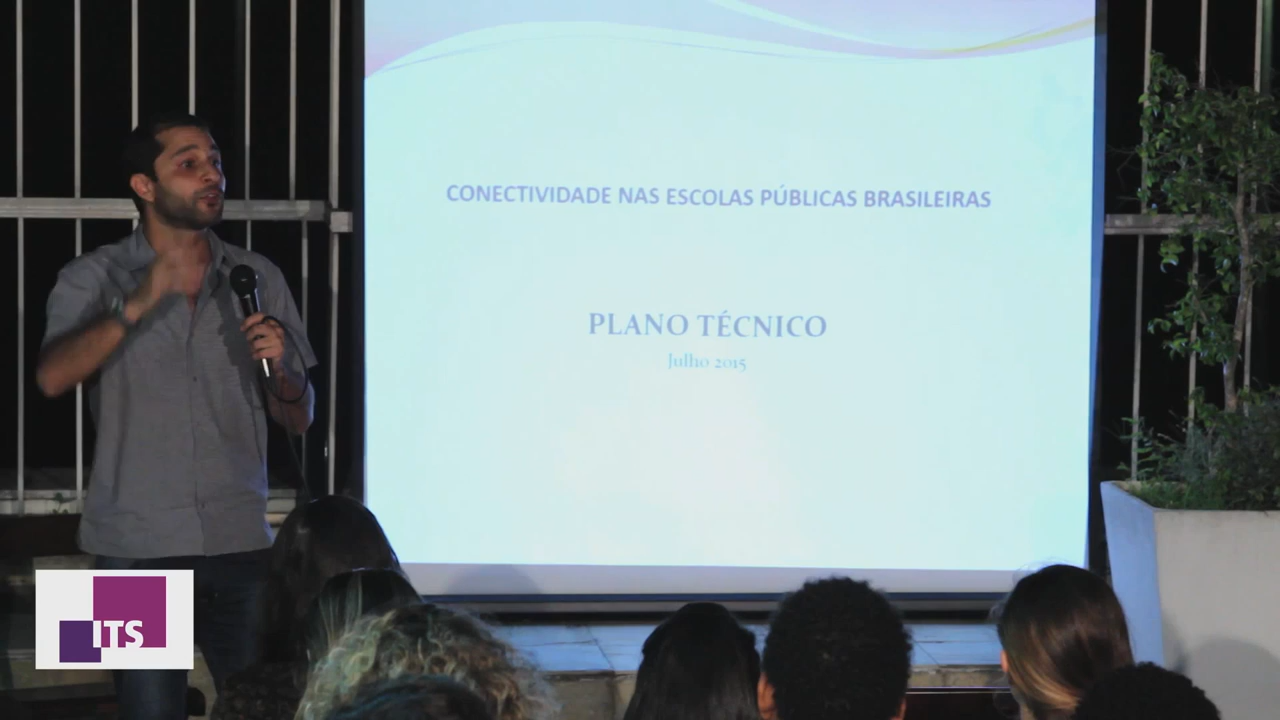 CONECTIVIDADE NAS ESCOLAS PÚBLICAS BRASILEIRAS
PLANO TÉCNICO
Julho 2015
ITS